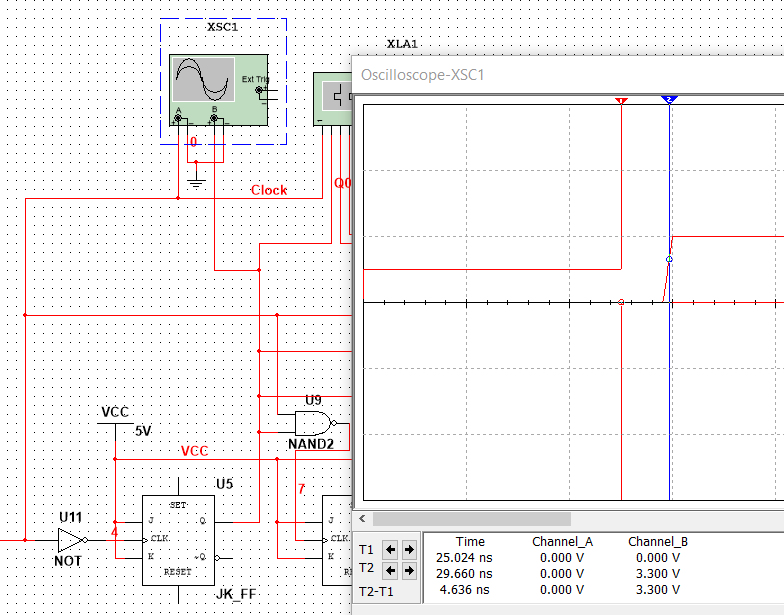 XSC1
Ext Trig
A
B
0
XLA1
Oscilloscope-XSC1
1
2
Clock
Q0
U9
NAND2
VCC
5V
VCC
7
U5
SET
J
Q
CLK
K
~Q
RESET
JK_FF
U11
NOT
4
J
CLK
K
T1
T2
T2-T1
Time Channel_A Channel_B
25.024 ns 0.000 V 0.000 V
29.660 ns 0.000 V 3.300 V
4.636 ns 0.000 V 3.300 V